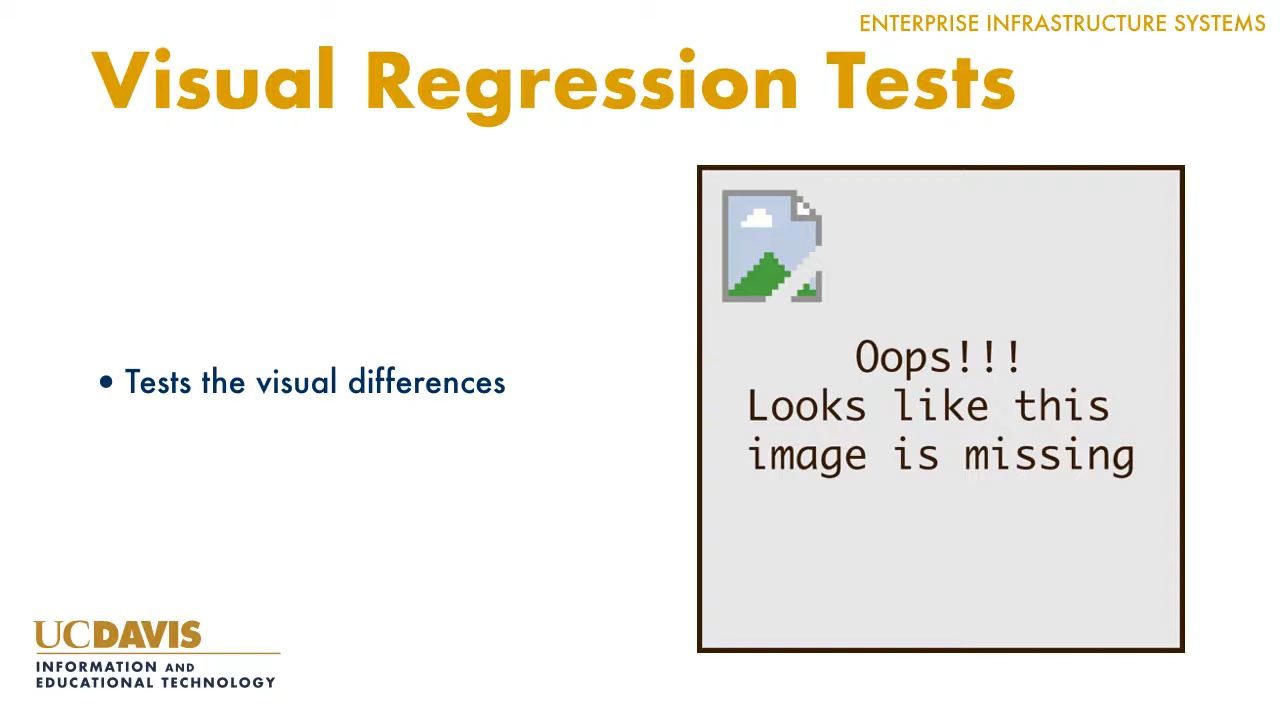 ENTERPRISE INFRASTRUCTURE SYSTEMS
Visual Regression Tests
• Tests the visual differences
Oops!!!
Looks like this
image is missing
UCDAVIS
INFORMATION AND
EDUCATIONAL TECHNOLOGY